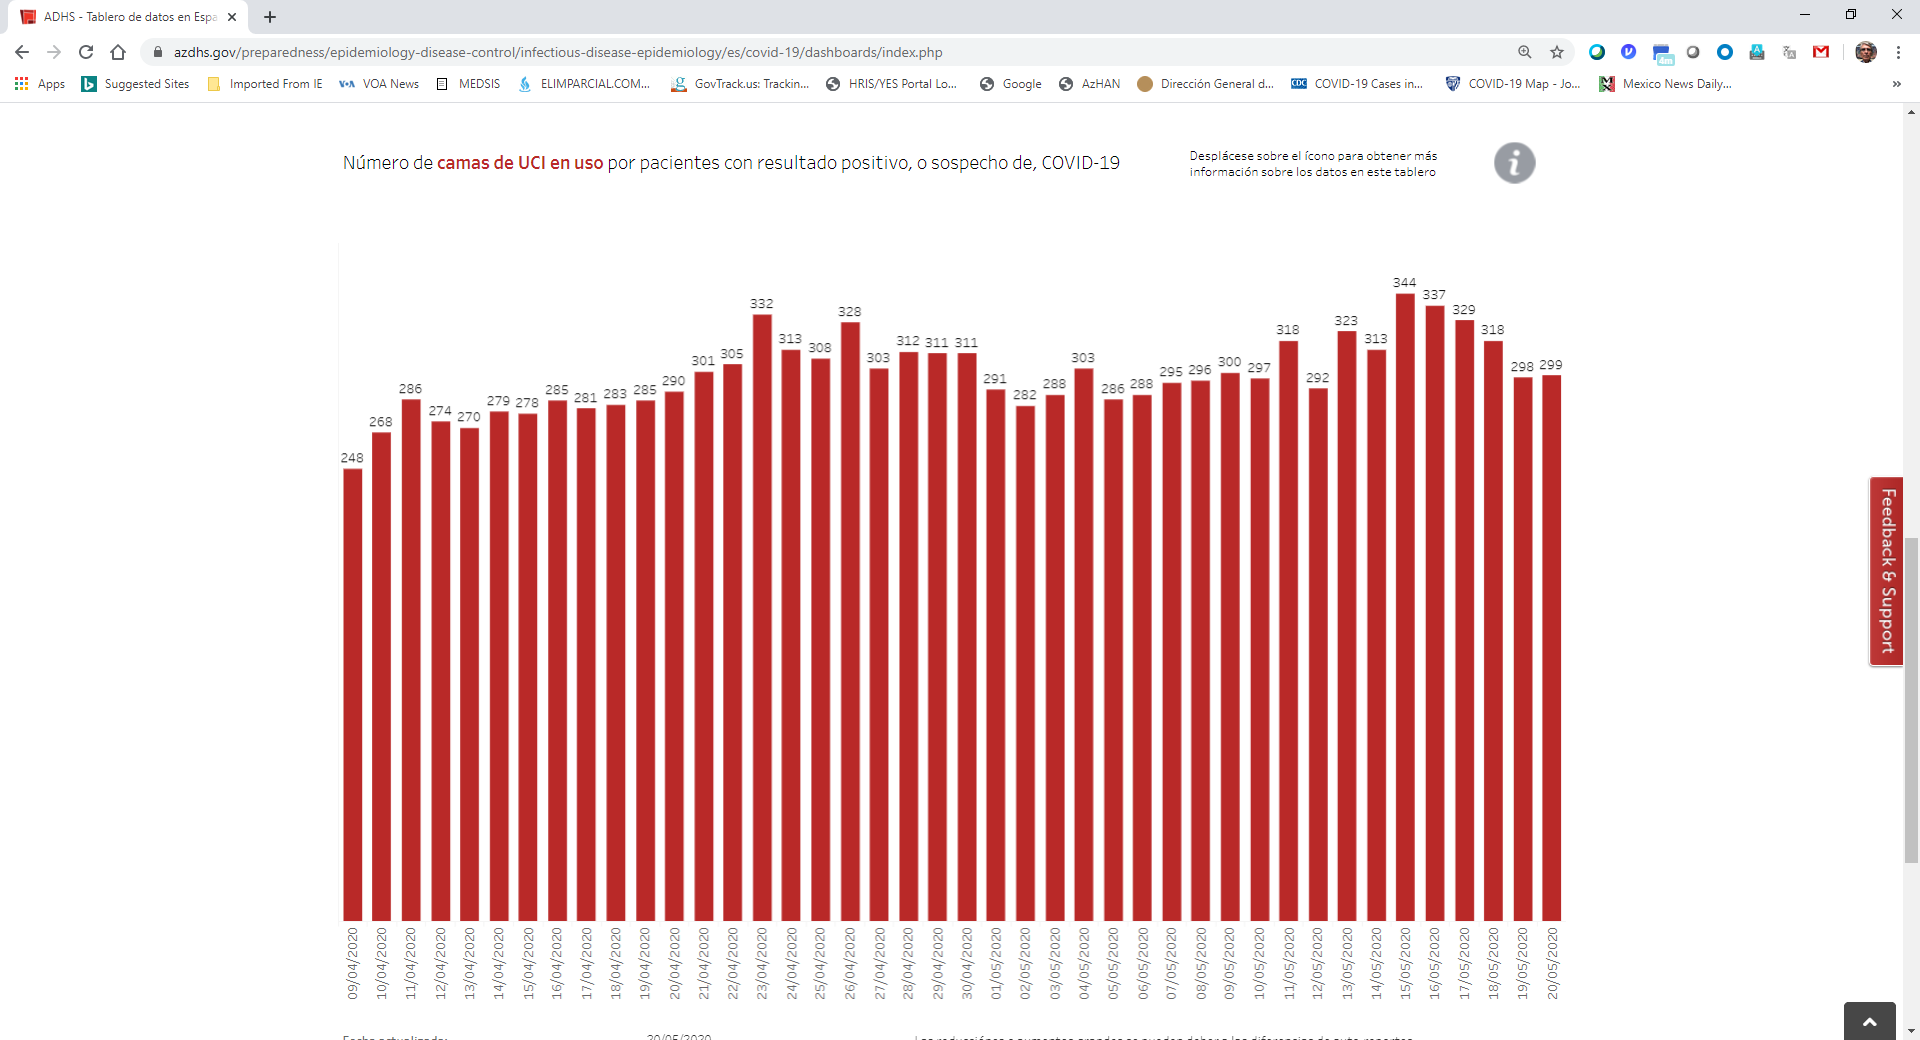 ADHS - Tablero de datos en Espa
azdhs.gov/preparedness/epidemiology-disease-control/infectious-disease-epidemiology/es/covid-19/dashboards/index.php
4m
Apps Suggested Sites Imported From IE VOA VOA News MEDSIS ELIMPARCIAL.COM... GovTrack.us: Trackin... HRIS/YES Portal Lo... Google AzHAN Dirección General d... CDC COVID-19 Cases in... COVID-19 Map - Jo... Mexico News Daily... »
Número de camas de UCI en uso por pacientes con resultado positivo, o sospecho de, COVID-19
Desplácese sobre el ícono para obtener más
información sobre los datos en este tablero
i
248 268 286 274 270 279 278 285 281 283 285 290 301 305 332 313 308 328 303 312 311 311 291 282 288 303 286 288 295 296 300 297 318 292 323 313 344 337 329 318 298 299
09/04/2020 10/04/2020 11/04/2020 12/04/2020 13/04/2020 14/04/2020 15/04/2020 16/04/2020 17/04/2020 18/04/2020 19/04/2020 20/04/2020 21/04/2020 22/04/2020 23/04/2020 24/04/2020 25/04/2020 26/04/2020 27/04/2020 28/04/2020 29/04/2020 30/04/2020 01/05/2020 02/05/2020 03/05/2020 04/05/2020 05/05/2020 06/05/2020 07/05/2020 08/05/2020 09/05/2020 10/05/2020 11/05/2020 12/05/2020 13/05/2020 14/05/2020 15/05/2020 16/05/2020 17/05/2020 18/05/2020 19/05/2020 20/05/2020
Feedback & Support
Fecha actualizada: 20/05/2020